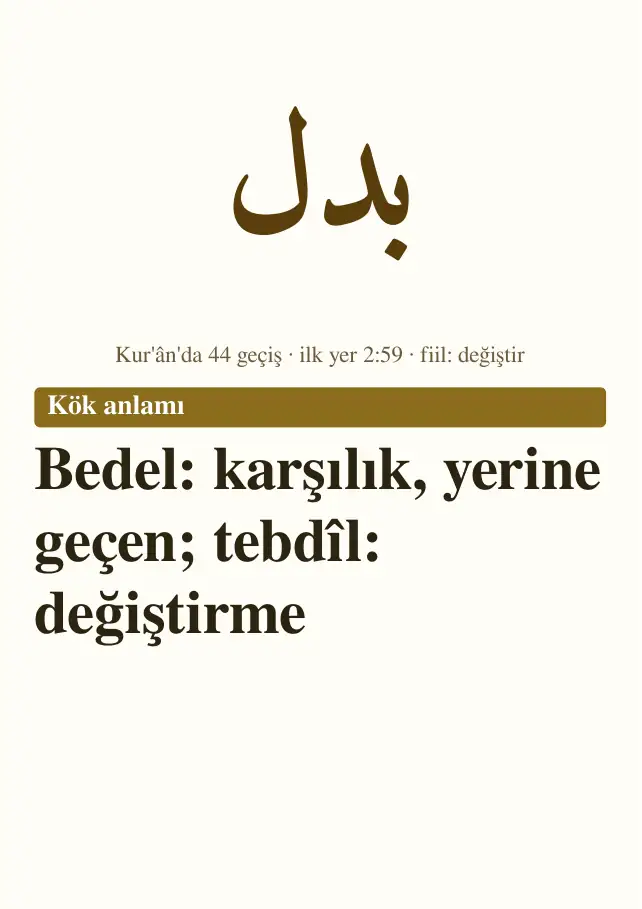 بدل
Kur'ân'da 44 geçiş · ilk yer 2:59 · fiil: değiştir
Kök anlamı
Bedel: karşılık, yerine
geçen; tebdîl:
değiştirme